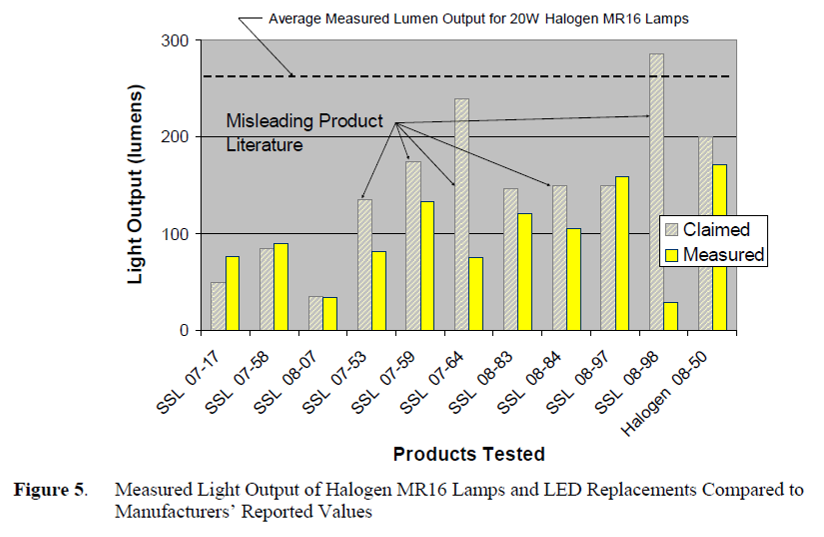 Average Measured Lumen Output for 20W Halogen MR16 Lamps
300
200
100
0
Light Output (lumens)
Misleading Product
Literature
Claimed
Measured
SSL 07-17
SSL 07-58
SSL 08-07
SSL 07-53
SSL 07-59
SSL 07-64
SSL 08-83
SSL 08-84
SSL 08-97
SSL 08-98
Halogen 08-50
Products Tested
Figure 5. Measured Light Output of Halogen MR16 Lamps and LED Replacements Compared to
Manufacturers' Reported Values